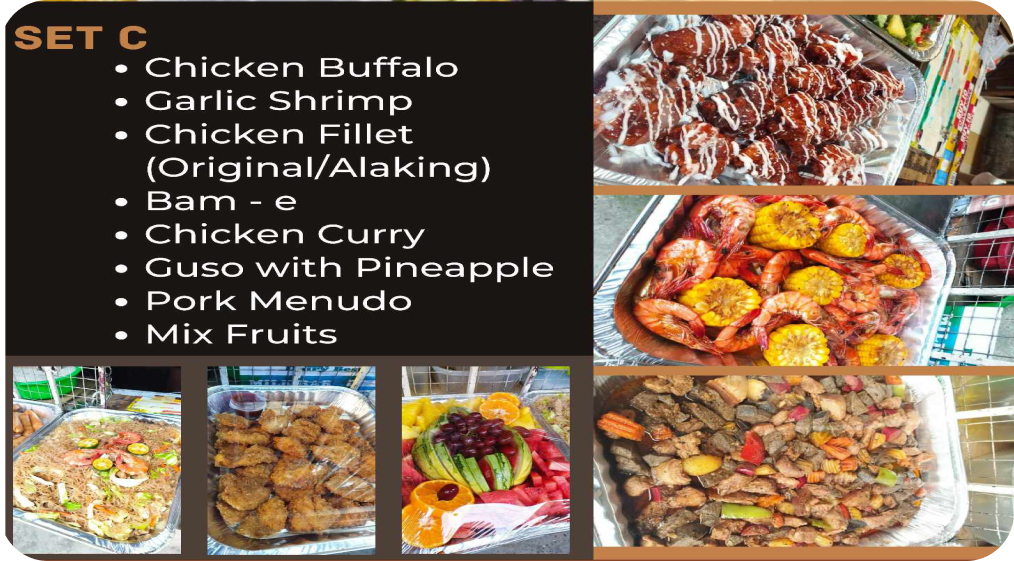 SET C
• Chicken Buffalo
• Garlic Shrimp
• Chicken Fillet
(Original/Alaking)
• Bam - e
• Chicken Curry
• Guso with Pineapple
• Pork Menudo
• Mix Fruits